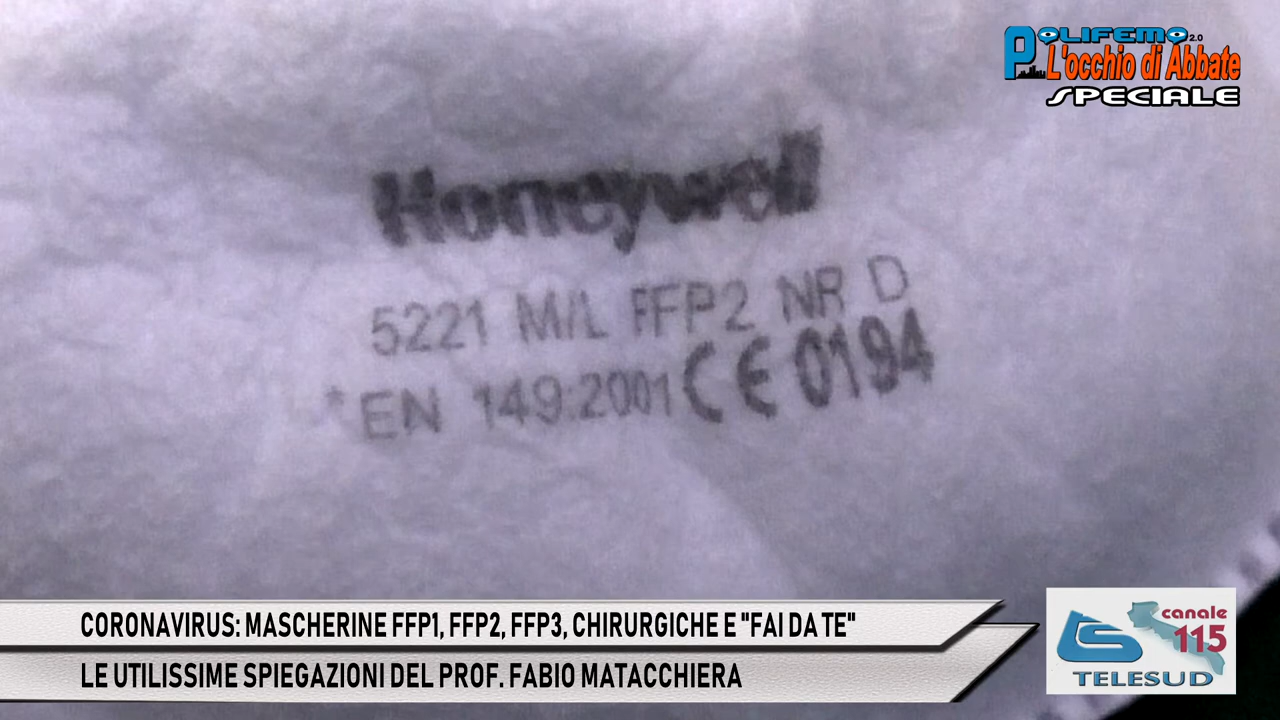 POLIFEMO 2.0
L'occhio di Abbate
SPECIALE
Honeywell
5221 M/L FFP2 NR D
*EN 149:2001 CE 0194
CORONAVIRUS: MASCHERINE FFP1, FFP2, FFP3, CHIRURGICHE E "FAI DA TE"
LE UTILISSIME SPIEGAZIONI DEL PROF. FABIO MATACCHIERA
canale
115
TS
TELESUD